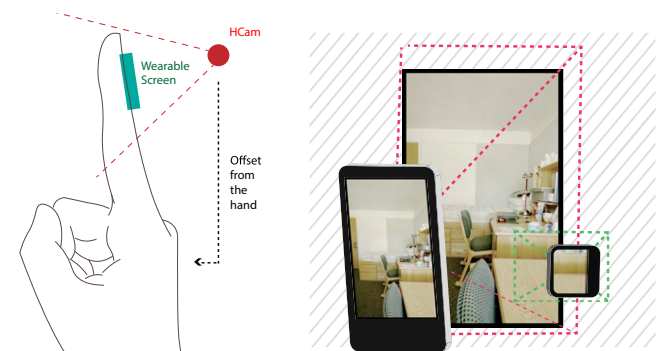 HCam
Wearable
Screen
Offset
from
the
hand